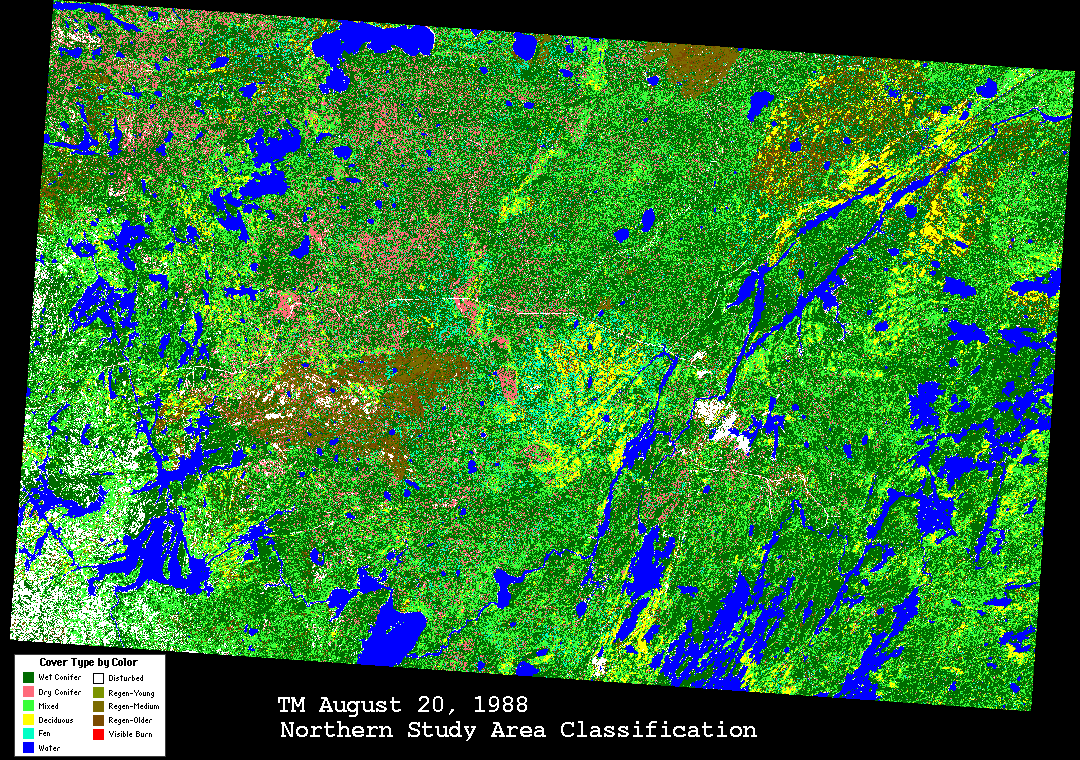 Cover Type by Color
Wet Conifer
Disturbed
Dry Conifer
Regen-Young
Mixed
Regen-Medium
Deciduous
Regen-Older
Fen
Visible Burn
Water
TM August 20, 1988
Northern Study Area Classification